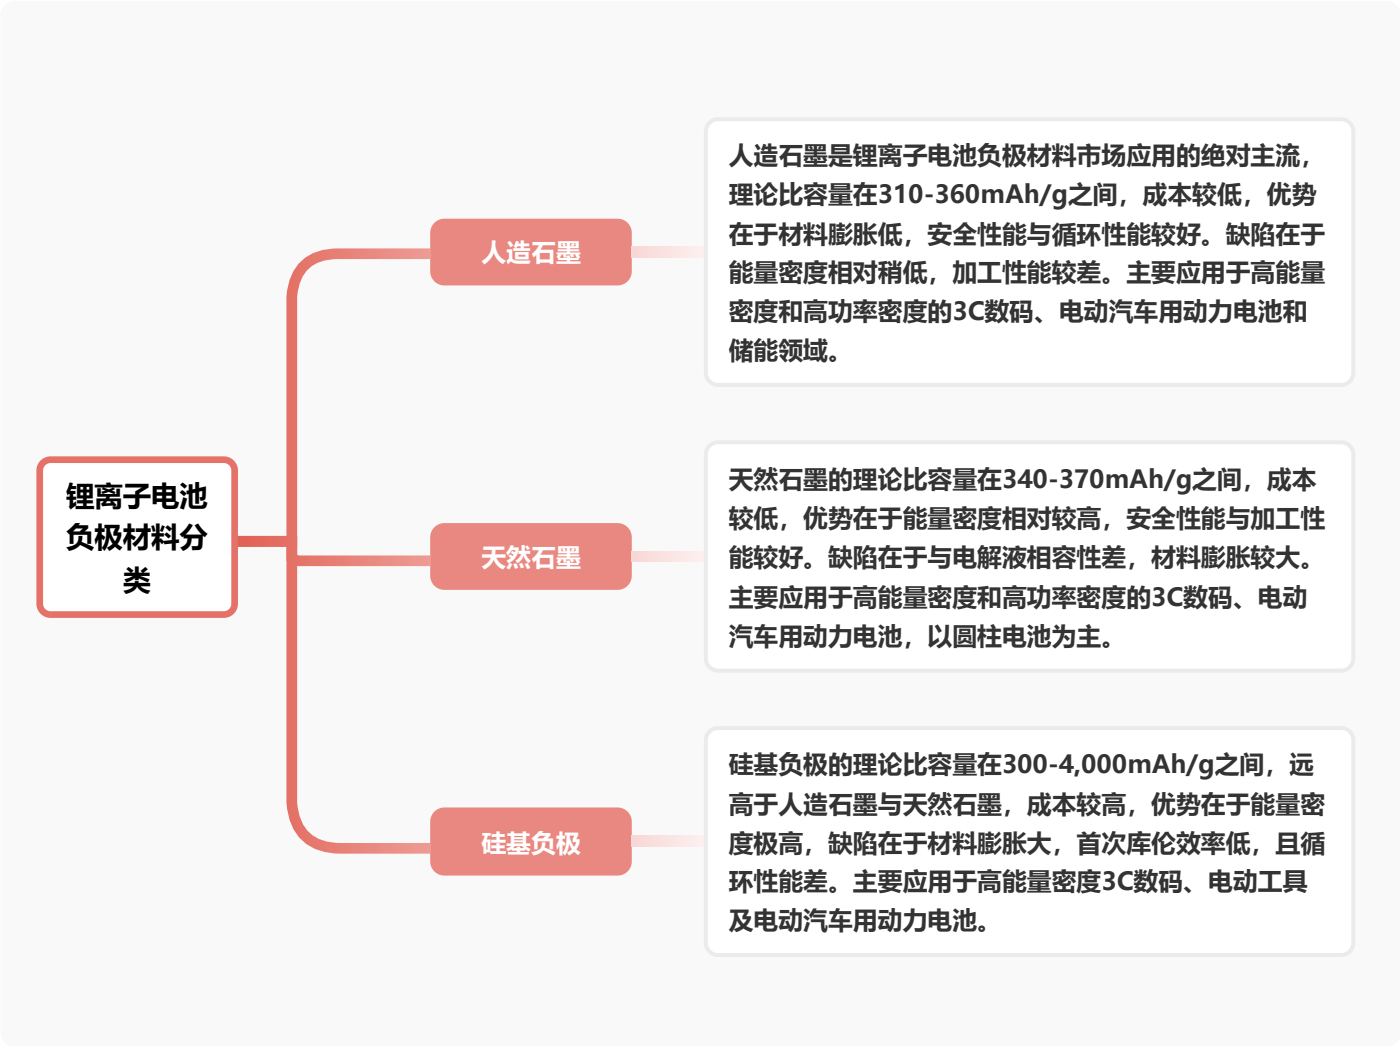 锂离子电池
负极材料分
类
人造石墨
人造石墨是锂离子电池负极材料市场应用的绝对主流，
理论比容量在310-360mAh/g之间，成本较低，优势
在于材料膨胀低，安全性能与循环性能较好。缺陷在于
能量密度相对稍低，加工性能较差。主要应用于高能量
密度和高功率密度的3C数码、电动汽车用动力电池和
储能领域。
天然石墨
天然石墨的理论比容量在340-370mAh/g之间，成本
较低，优势在于能量密度相对较高，安全性能与加工性
能较好。缺陷在于与电解液相容性差，材料膨胀较大。
主要应用于高能量密度和高功率密度的3C数码、电动
汽车用动力电池，以圆柱电池为主。
硅基负极
硅基负极的理论比容量在300-4,000mAh/g之间，远
高于人造石墨与天然石墨，成本较高，优势在于能量密
度极高，缺陷在于材料膨胀大，首次库伦效率低，且循
环性能差。主要应用于高能量密度3C数码、电动工具
及电动汽车用动力电池。